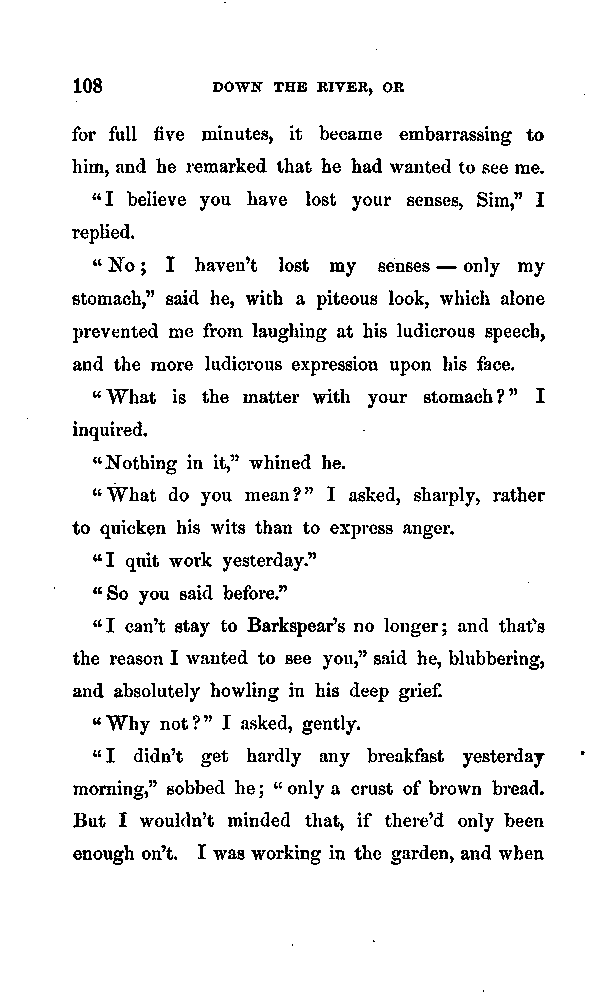 108 DOWN THE RIVER, OR
for full five minutes, it became embarrassing to
him, and he remarked that he had wanted to see me.
“I believe you have lost your senses, Sim,” I
replied.
“No; I haven’t lost my senses — only my
stomach,” said he, with a piteous look, which alone
prevented me from laughing at his ludicrous speech,
and the more ludicrous expression upon his face.
“What is the matter with your stomach?” I
inquired.
“Nothing in it,” whined he.
“What do you mean?” I asked, sharply, rather
to quicken his wits than to express anger.
“I quit work yesterday.”
“So you said before.”
“I can’t stay to Barkspear’s no longer; and that’s
the reason I wanted to see you,” said he, blubbering,
and absolutely howling in his deep grief.
“Why not?” I asked, gently.
“I didn’t get hardly any breakfast yesterday
morning,” sobbed he; “only a crust of brown bread.
But I wouldn’t minded that, if there’d only been
enough on’t. I was working in the garden, and when